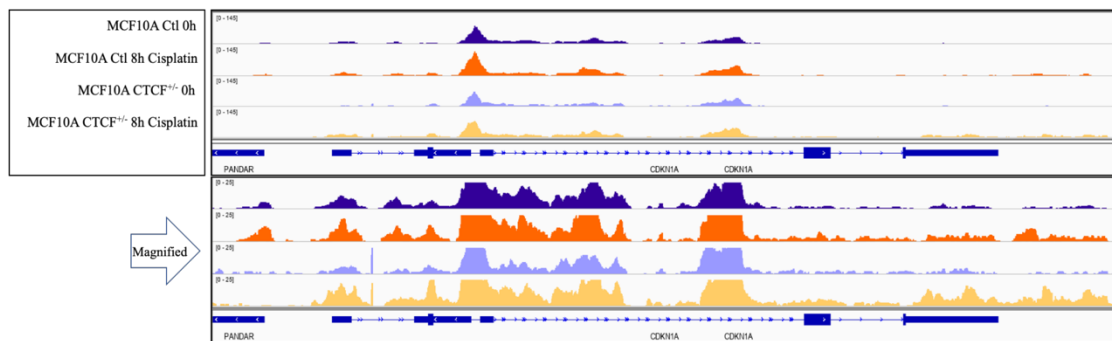 MCF10A Ctl 0h
MCF10A Ctl 8h Cisplatin
MCF10A CTCF+/- 0h
MCF10A CTCF+/- 8h Cisplatin
[0 - 145]
[0 - 145]
[0 - 145]
[0 - 145]
PANDAR CDKN1A CDKN1A
Magnified
[0 - 25]
[0 - 25]
[0 - 25]
[0 - 25]
PANDAR CDKN1A CDKN1A